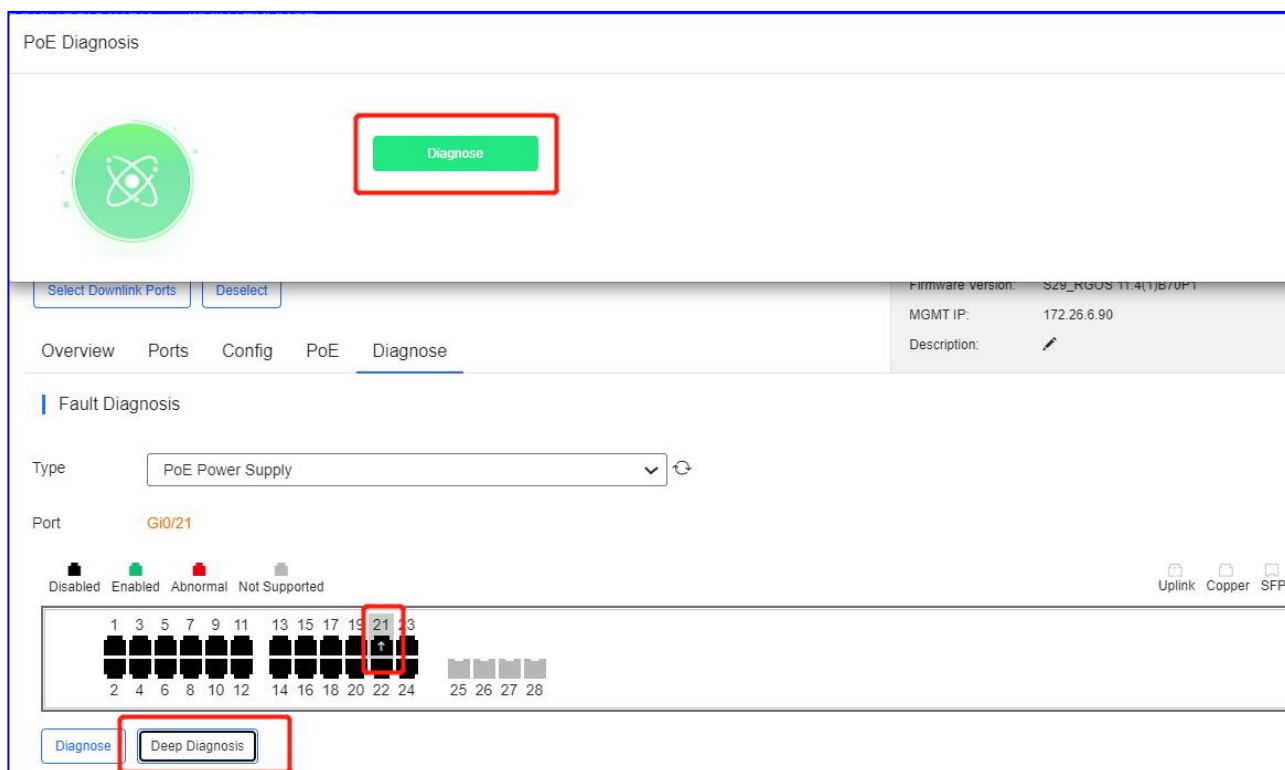 PoE Diagnosis
Diagnose
Select Downlink Ports Deselect
Firmware Version: S29_RGOS 11.4(1)B70P1
MGMT IP: 172.26.6.90
Description:
Overview Ports Config PoE Diagnose
Fault Diagnosis
Type PoE Power Supply
Port Gi0/21
Disabled Enabled Abnormal Not Supported
Uplink Copper SFP
1 3 5 7 9 11 13 15 17 19 21 23
2 4 6 8 10 12 14 16 18 20 22 24 25 26 27 28
Diagnose Deep Diagnosis